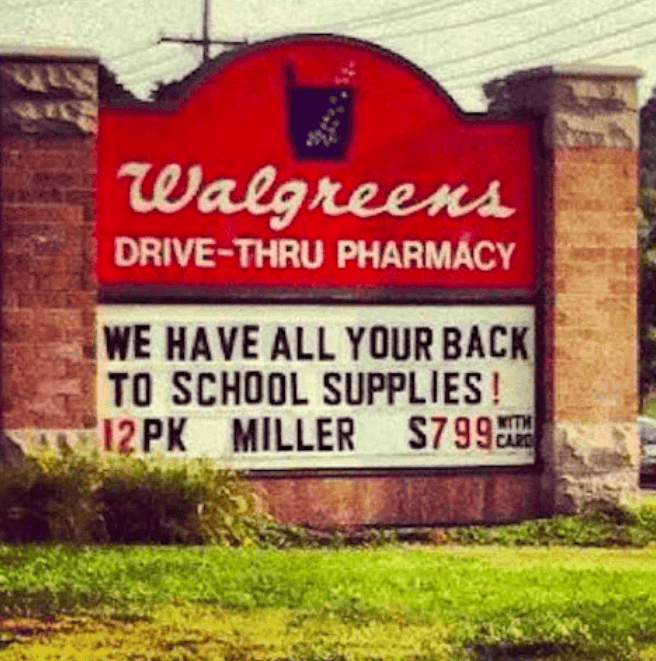 Walgreens
DRIVE-THRU PHARMACY
WE HAVE ALL YOUR BACK
TO SCHOOL SUPPLIES!
12PK MILLER $799 WITH CARD